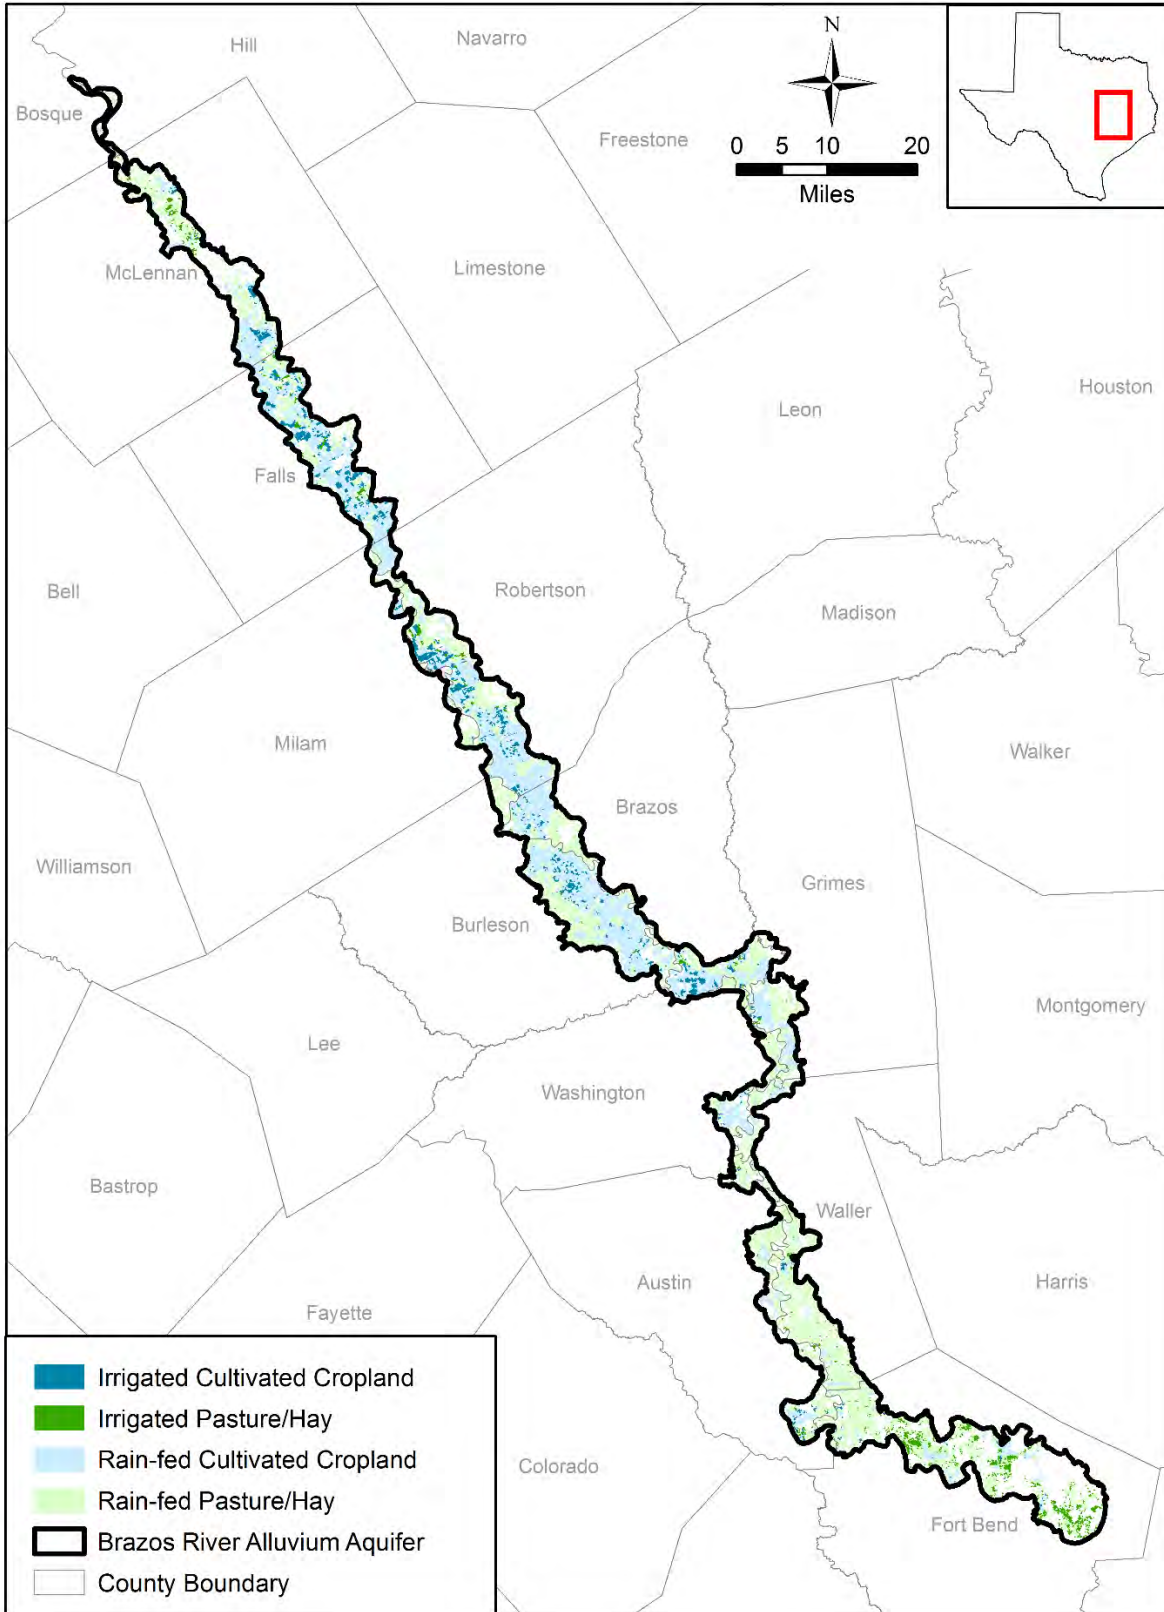 Hill
Navarro
N
Bosque
Freestone
0 5 10 20
Miles
McLennan
Limestone
Houston
Leon
Falls
Bell
Robertson
Madison
Milam
Walker
Brazos
Williamson
Grimes
Burleson
Montgomery
Lee
Washington
Bastrop
Waller
Austin
Harris
Fayette
Colorado
Fort Bend
Irrigated Cultivated Cropland
Irrigated Pasture/Hay
Rain-fed Cultivated Cropland
Rain-fed Pasture/Hay
Brazos River Alluvium Aquifer
County Boundary